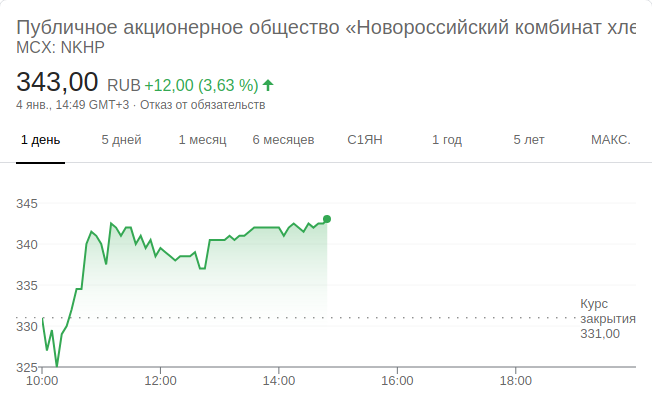 Публичное акционерное общество «Новороссийский комбинат хле
MCX: NKHP
343,00 RUB +12,00 (3,63 %)
4 янв., 14:49 GMT+3 · Отказ от обязательств
1 день 5 дней 1 месяц 6 месяцев С1ЯН 1 год 5 лет МАКС.
345
340
335
330
325
Курс
закрытия
331,00
10:00 12:00 14:00 16:00 18:00